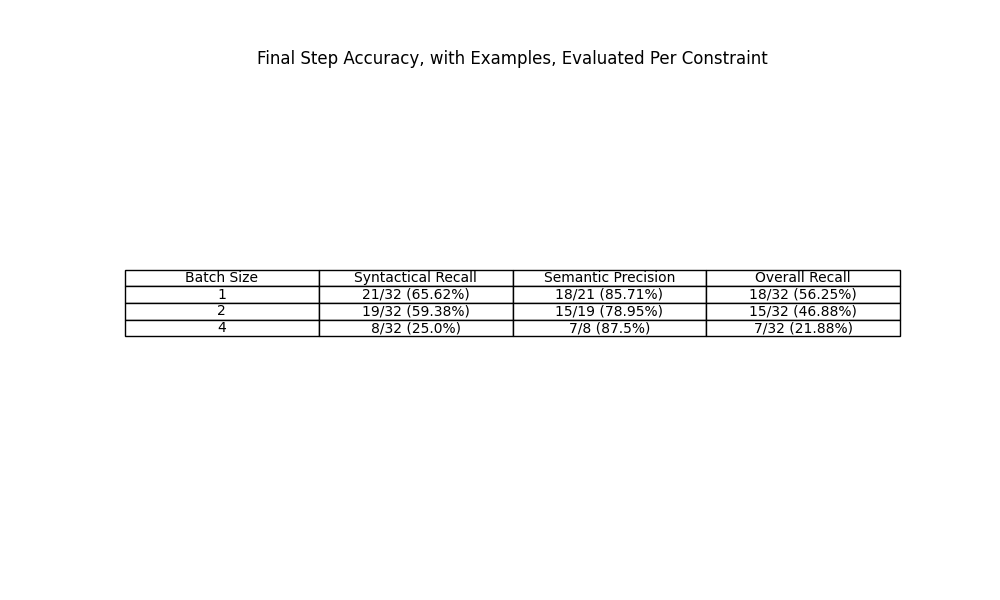 Final Step Accuracy, with Examples, Evaluated Per Constraint
Batch Size Syntactical Recall Semantic Precision Overall Recall
1 21/32 (65.62%) 18/21 (85.71%) 18/32 (56.25%)
2 19/32 (59.38%) 15/19 (78.95%) 15/32 (46.88%)
4 8/32 (25.0%) 7/8 (87.5%) 7/32 (21.88%)